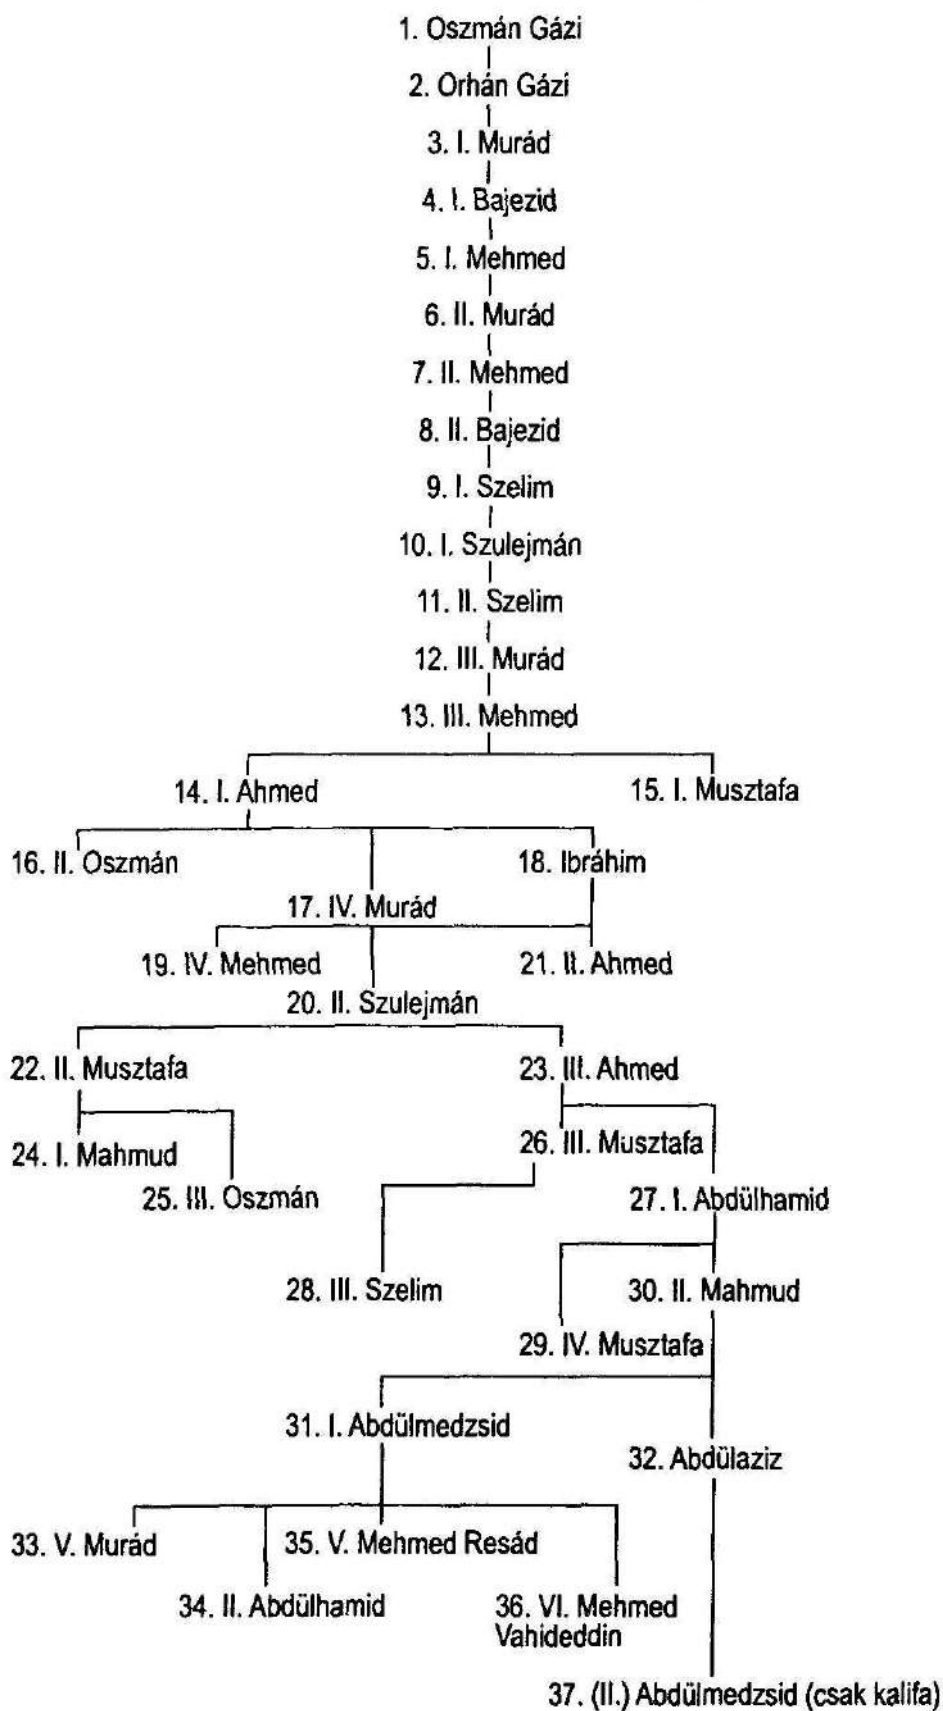 1. Oszmán Gázi
2. Orhán Gázi
3. I. Murád
4. I. Bajezid
5. I. Mehmed
6. II. Murád
7. II. Mehmed
8. II. Bajezid
9. I. Szelim
10. I. Szulejmán
11. II. Szelim
12. III. Murád
13. III. Mehmed
14. I. Ahmed
15. I. Musztafa
16. II. Oszmán
18. Ibráhim
17. IV. Murád
19. IV. Mehmed
21. II. Ahmed
20. II. Szulejmán
22. II. Musztafa
23. III. Ahmed
24. I. Mahmud
26. III. Musztafa
25. III. Oszmán
27. I. Abdülhamid
28. III. Szelim
30. II. Mahmud
29. IV. Musztafa
31. I. Abdülmedzsid
32. Abdülaziz
33. V. Murád
35. V. Mehmed Resád
34. II. Abdülhamid
36. VI. Mehmed
Vahideddin
37. (II.) Abdülmedzsid (csak kalifa)